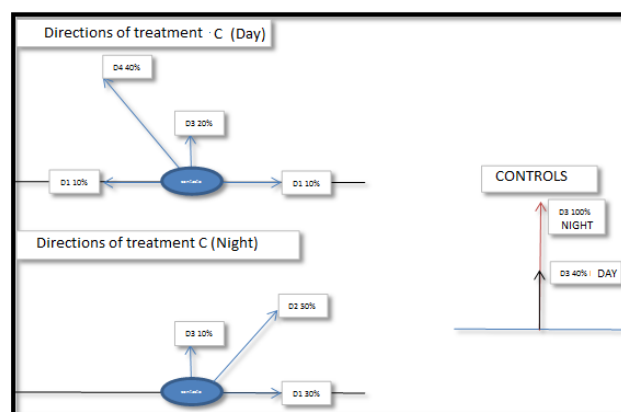 Directions of treatment C (Day)
D4 40%
D3 20%
D1 10%
D1 10%
CONTROLS
D3 100%
NIGHT
D3 40% DAY
Directions of treatment C (Night)
D2 50%
D3 10%
D1 30%